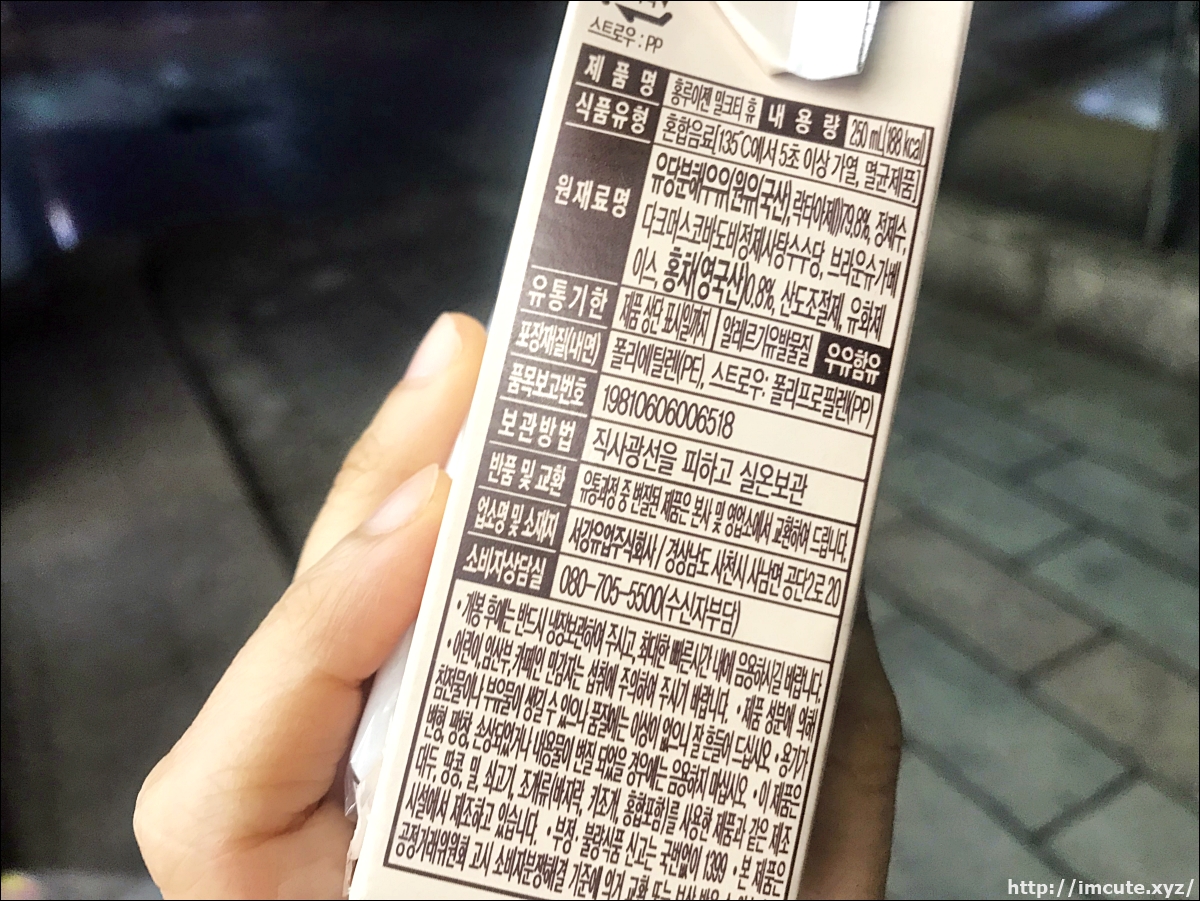 스트로우 : PP
제 품 명 홍루이젠 밀크티 휴 내 용 량 250 mL(188 kcal)
식품유형 혼합음료(135℃에서 5초 이상 가열, 멸균제품)
원재료명 유당분해우유(원유(국산), 락타아제)79.8%, 정제수,
다크머스코바도비정제사탕수수당, 브라운슈가베
이스, 홍차(영국산)0.8%, 산도조절제, 유화제
유통기한 제품 상단 표시일까지 알레르기유발물질 우유함유
포장재질(내면) 폴리에틸렌(PE), 스트로우: 폴리프로필렌(PP)
품목보고번호 19810606006518
보관방법 직사광선을 피하고 실온보관
반품 및 교환 유통과정 중 변질된 제품은 본사 및 영업소에서 교환하여 드립니다.
업소명 및 소재지 서강유업주식회사 / 경상남도 사천시 사남면 공단2로 20
소비자상담실 080-705-5500(수신자부담)
• 개봉 후에는 반드시 냉장보관하여 주시고, 최대한 빠른시간 내에 음용하시길 바랍니다.
• 어린이, 임산부, 카페인 민감자는 섭취에 주의하여 주시기 바랍니다. • 제품 성분에 의해
침전물이나 부유물이 생길 수 있으나 품질에는 이상이 없으니 잘 흔들어 드십시오. • 용기가
변형, 팽창, 손상되었거나 내용물이 변질 되었을 경우에는 음용하지 마십시오. • 이 제품은
대두, 땅콩, 밀, 쇠고기, 조개류(바지락, 가조개, 홍합포함)를 사용한 제품과 같은 제조
시설에서 제조하고 있습니다. • 부정·불량식품 신고는 국번없이 1399 • 본 제품은
공정거래위원회 고시 소비자분쟁해결 기준에 의거 교환 또는 보상 받을 수
http://imcute.xyz/